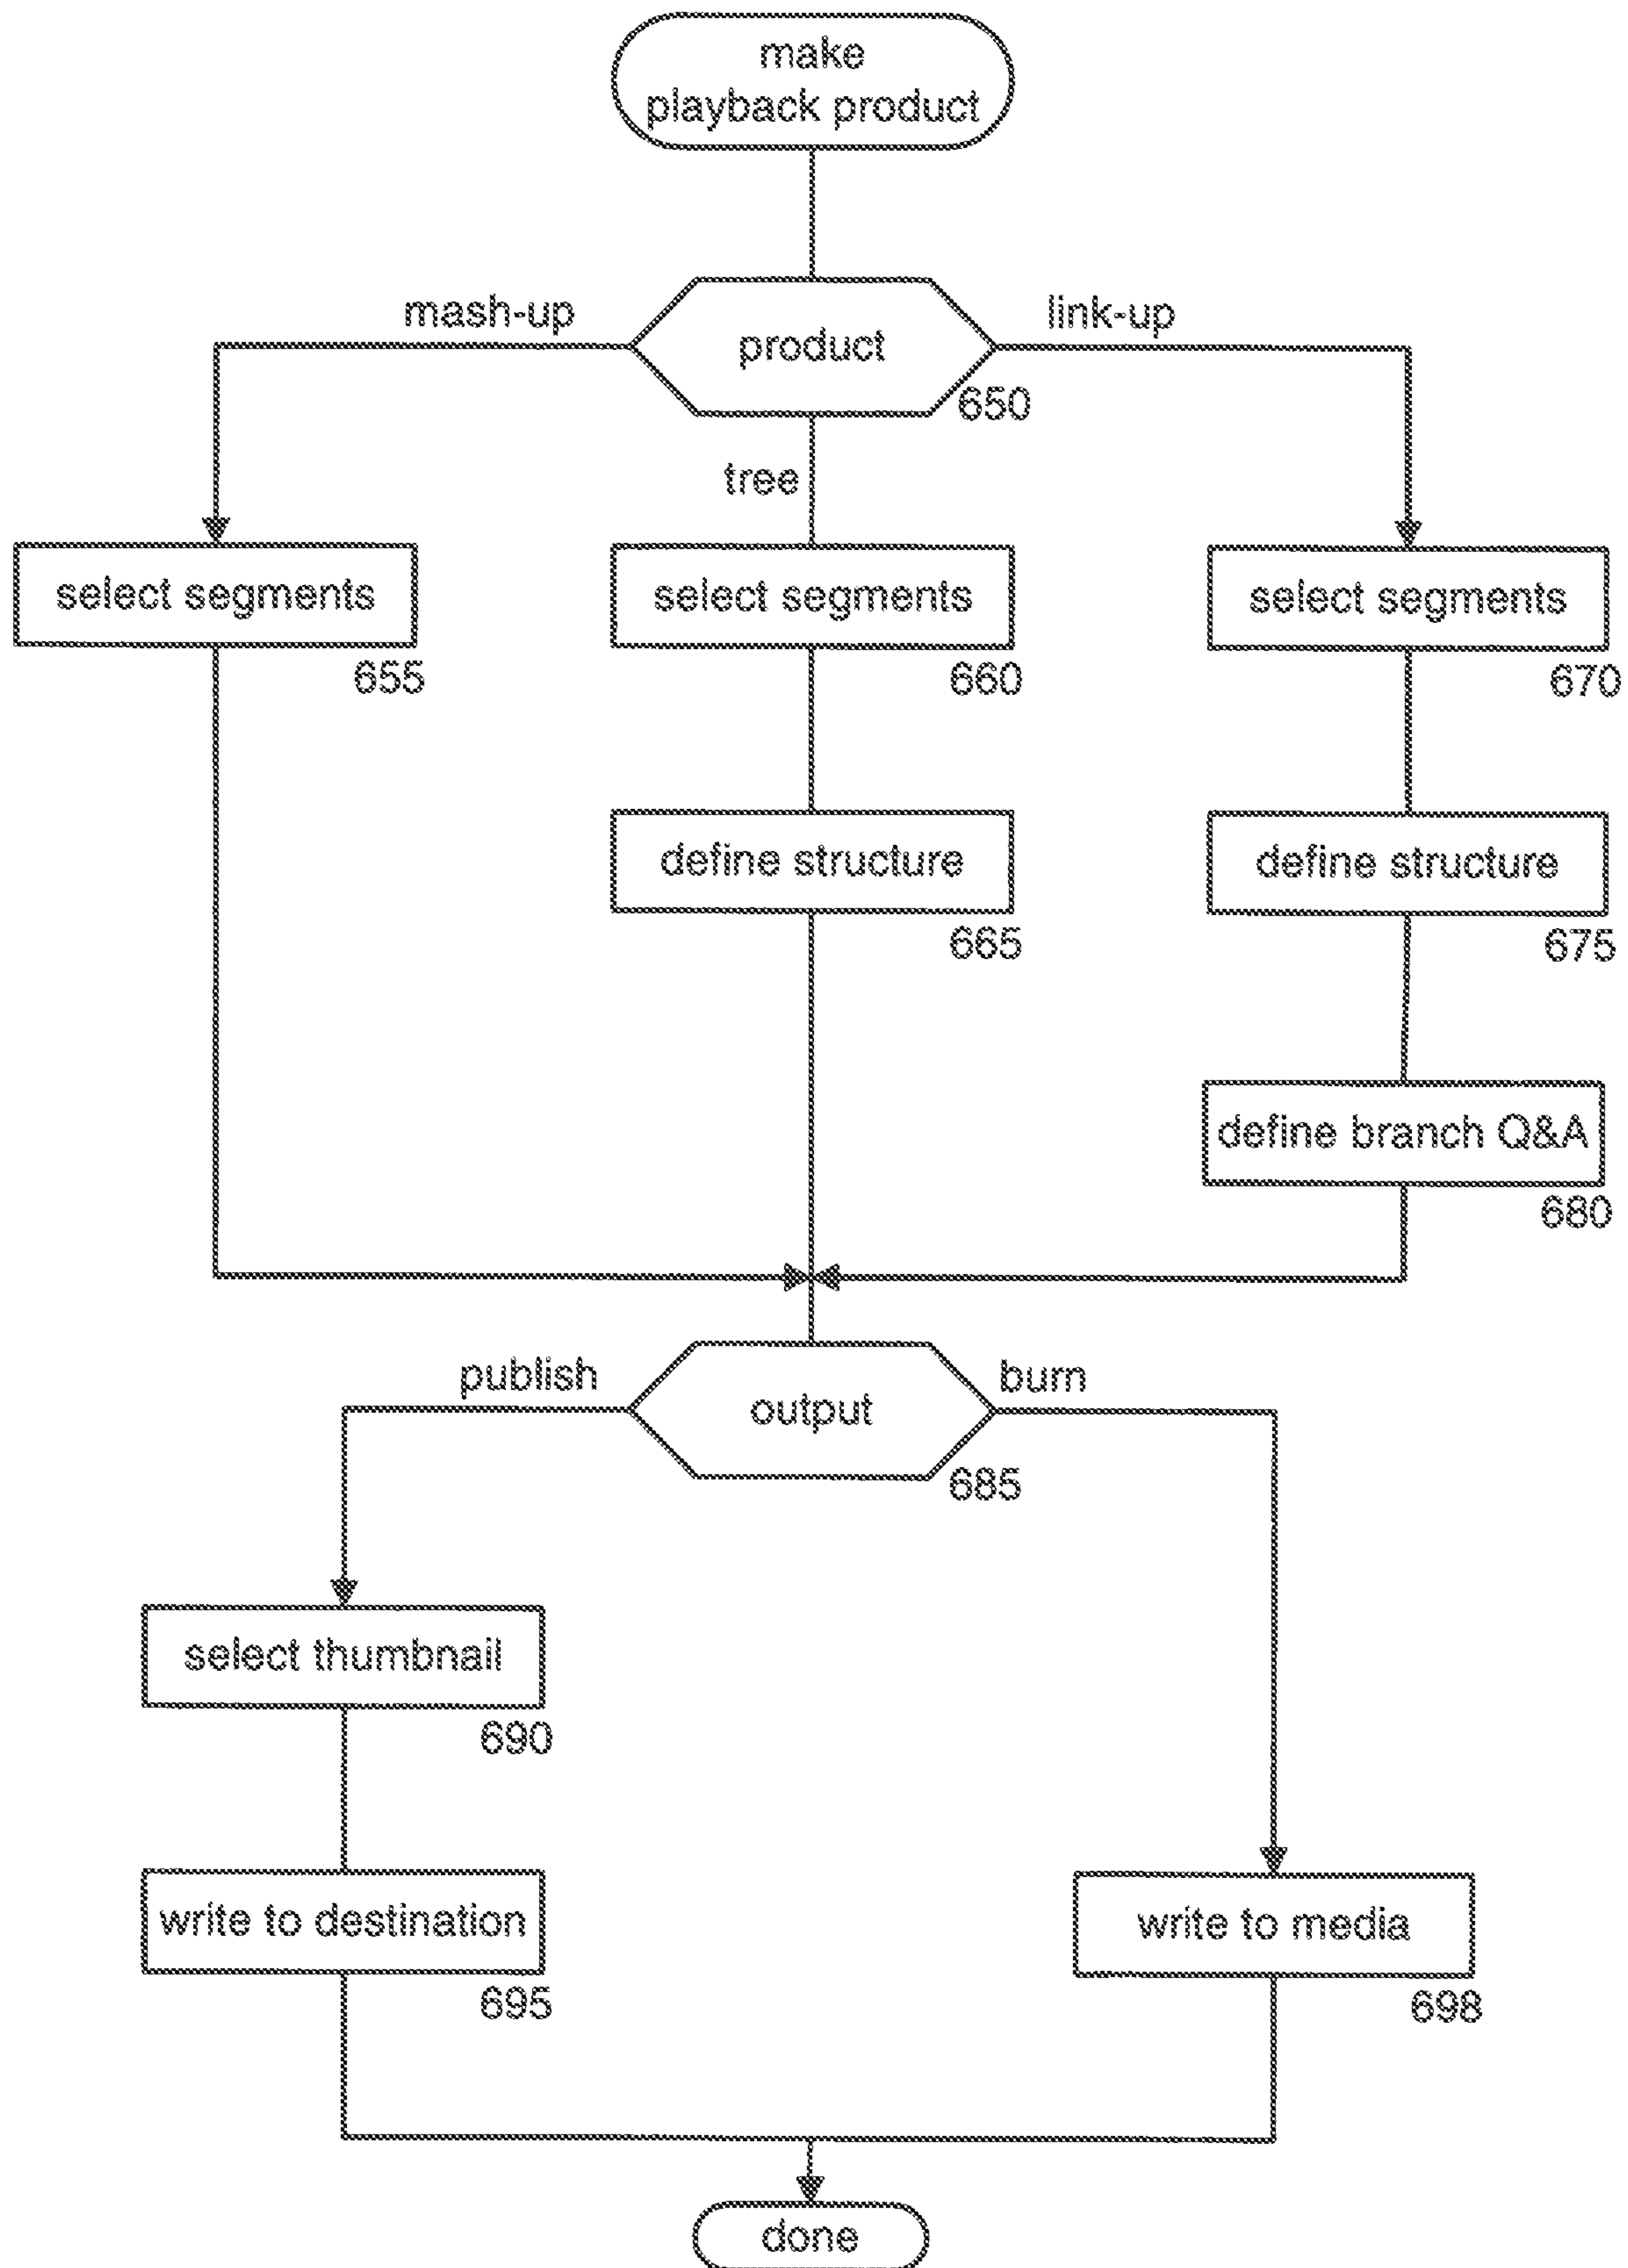 make
playback product
mash-up
link-up
product
650
tree
select segments
select segments
select segments
655
660
670
define structure
define structure
665
675
define branch Q&A
680
publish
burn
output
685
select thumbnail
690
write to destination
write to media
695
698
done